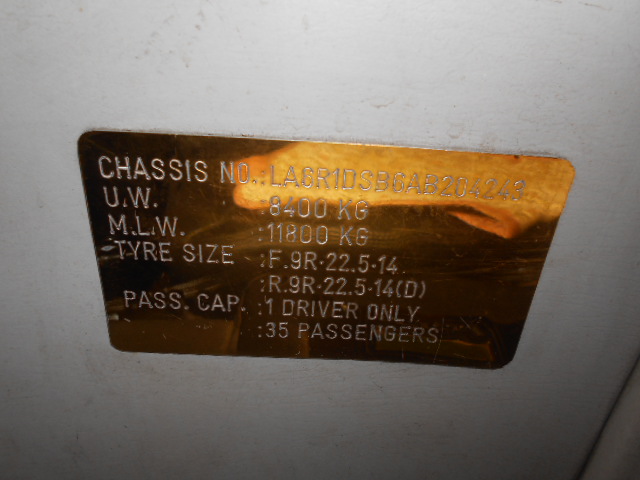 CHASSIS NO.: LA6R1DSB6AB204243
U.W. :8400 KG
M.L.W. :11800 KG
TYRE SIZE :F.9R·22.5·14.
:R.9R·22.5·14(D)
PASS. CAP. :1 DRIVER ONLY.
:35 PASSENGERS